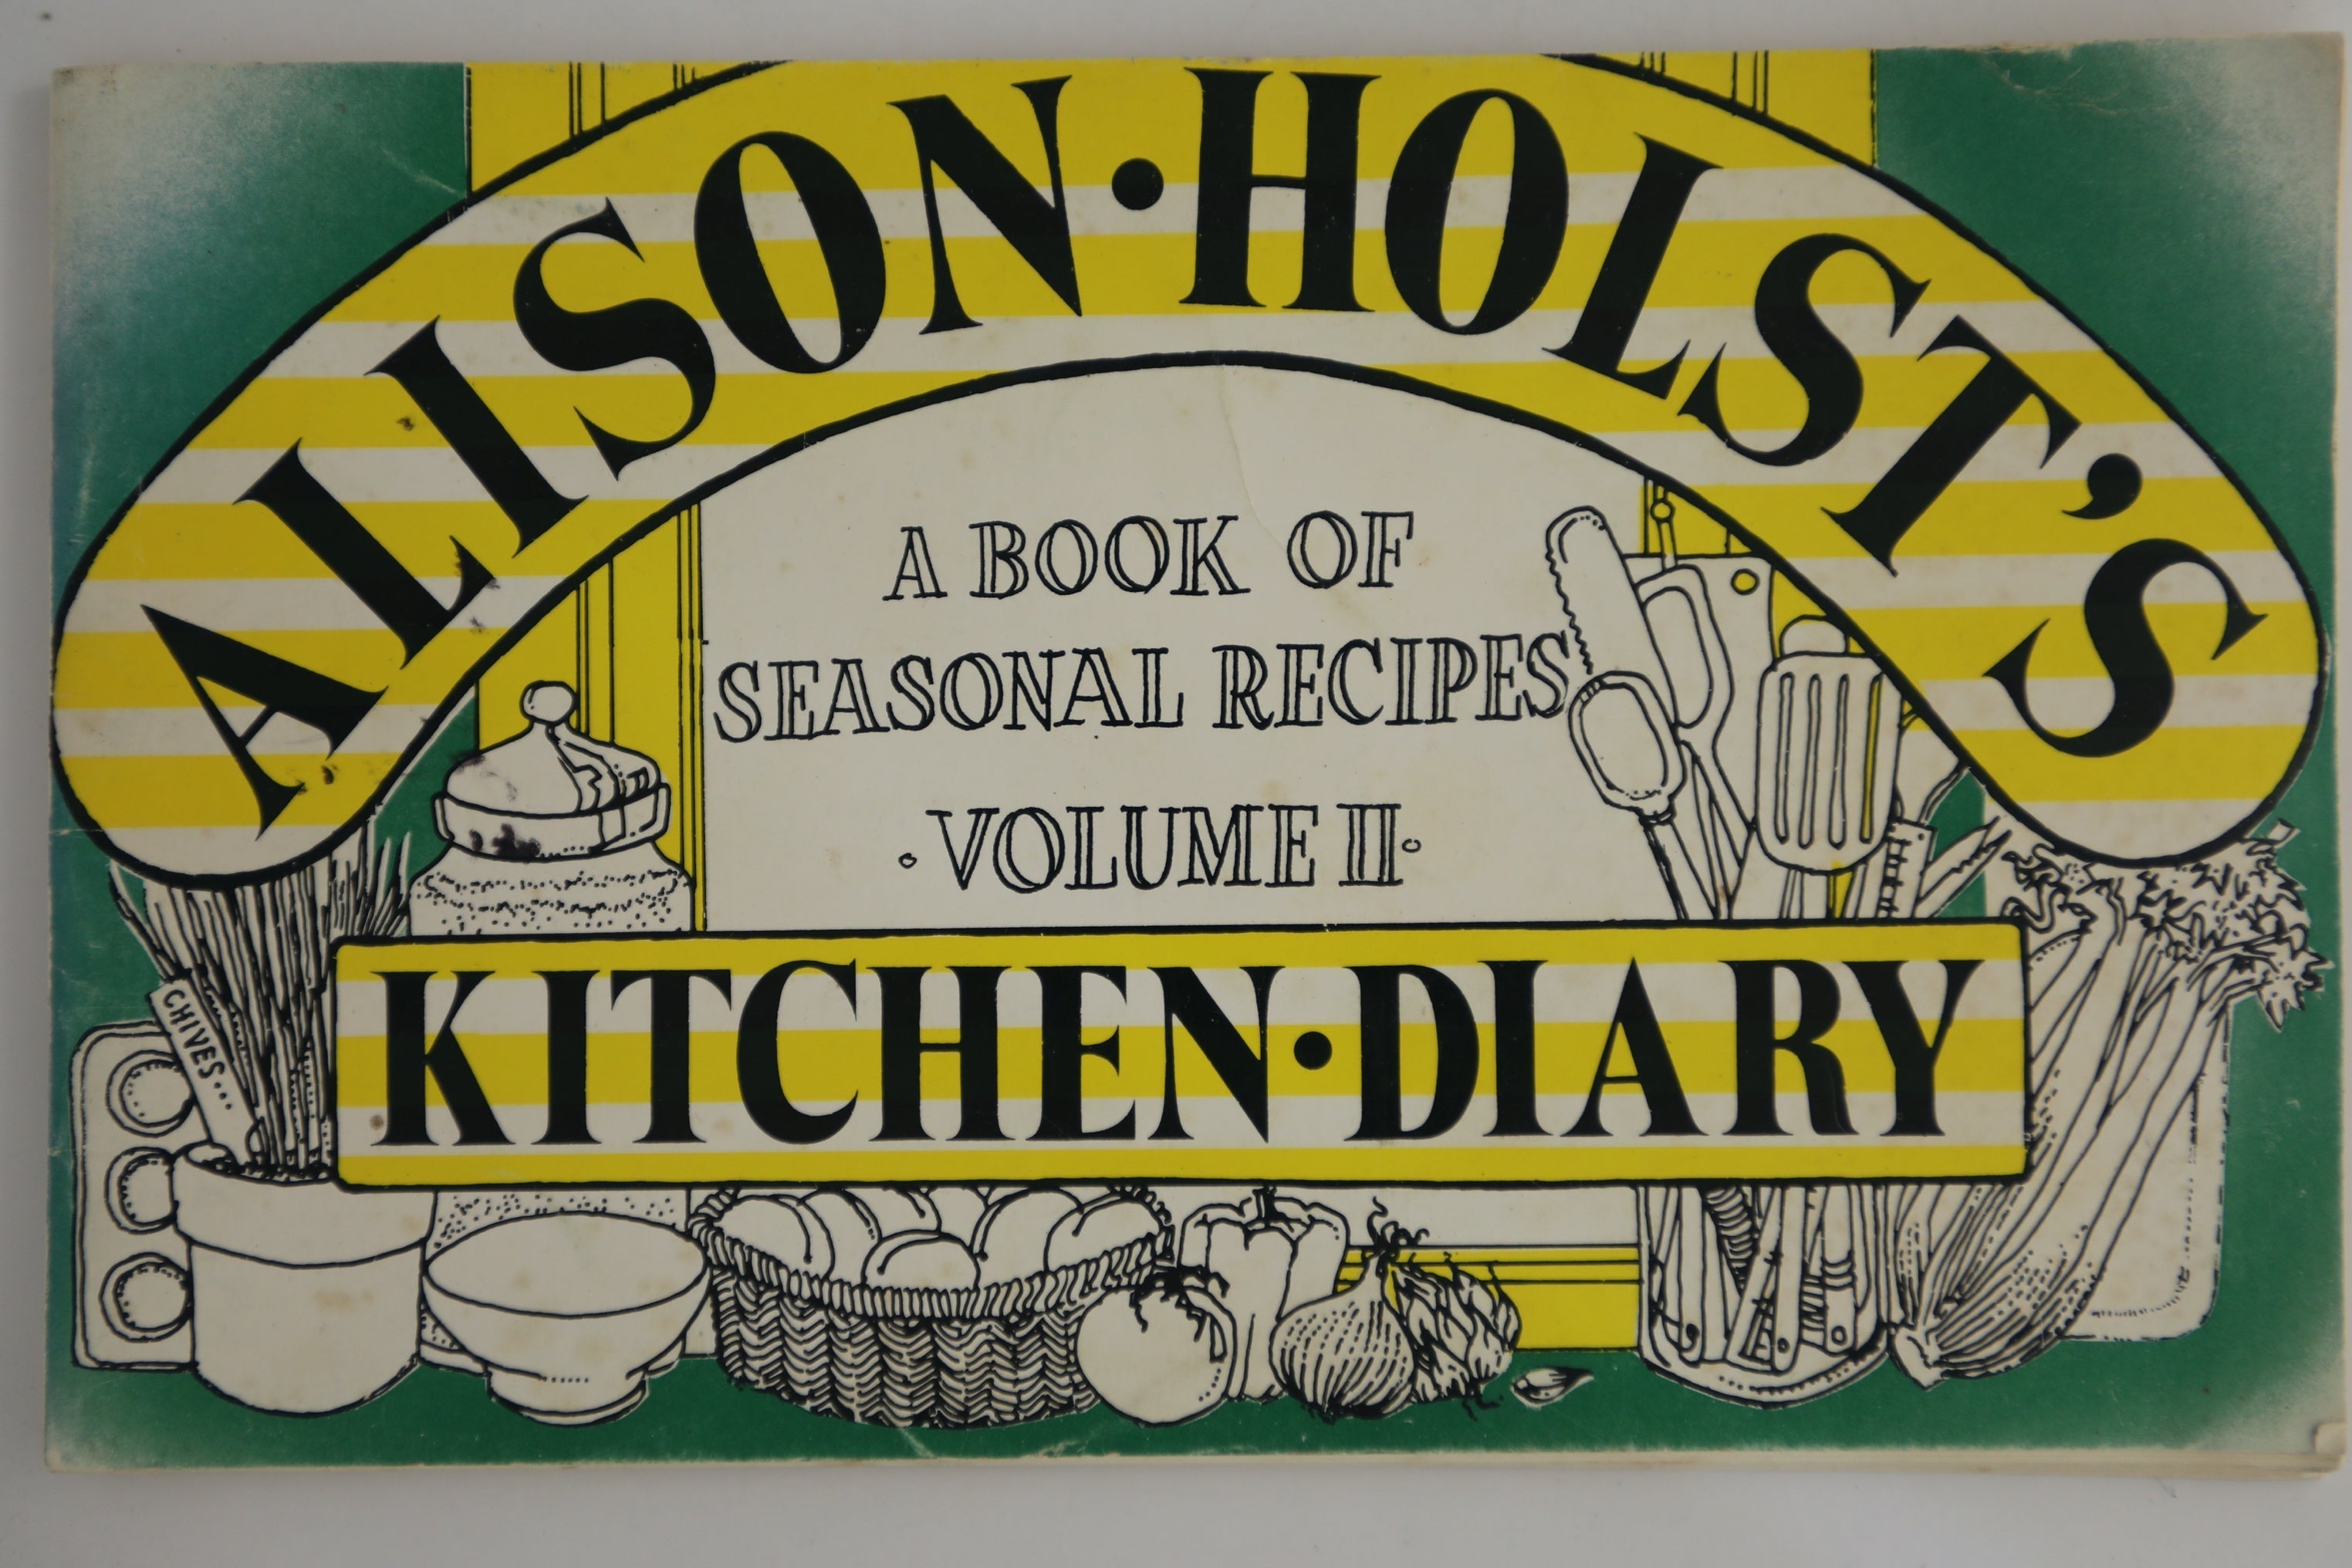 ALISON·HOLST'S
A BOOK OF
SEASONAL RECIPES
·VOLUME II·
KITCHEN·DIARY
CHIVES...